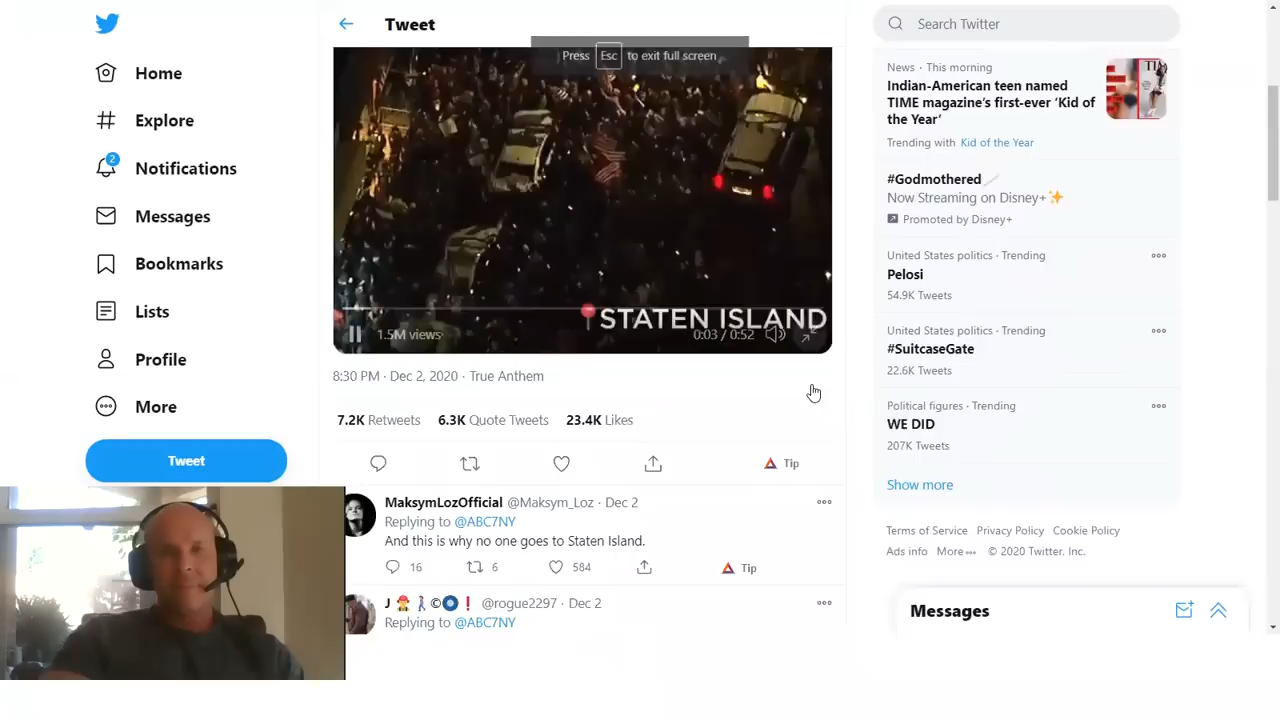 Home
Explore
2
Notifications
Messages
Bookmarks
Lists
Profile
More
Tweet
Tweet
Press Esc to exit full screen
STATEN ISLAND
1.5M views
0:03 / 0:52
8:30 PM · Dec 2, 2020 · True Anthem
7.2K Retweets 6.3K Quote Tweets 23.4K Likes
Tip
MaksymLozOfficial @Maksym_Loz · Dec 2
Replying to @ABC7NY
And this is why no one goes to Staten Island.
16 6 584 Tip
J 🧑‍🚒🚶©🧿❗ @rogue2297 · Dec 2
Replying to @ABC7NY
Search Twitter
News · This morning
Indian-American teen named
TIME magazine's first-ever ‘Kid of
the Year’
Trending with Kid of the Year
#Godmothered
Now Streaming on Disney+✨
Promoted by Disney+
United States politics · Trending
Pelosi
54.9K Tweets
United States politics · Trending
#SuitcaseGate
22.6K Tweets
Political figures · Trending
WE DID
207K Tweets
Show more
Terms of Service Privacy Policy Cookie Policy
Ads info More © 2020 Twitter. Inc.
Messages